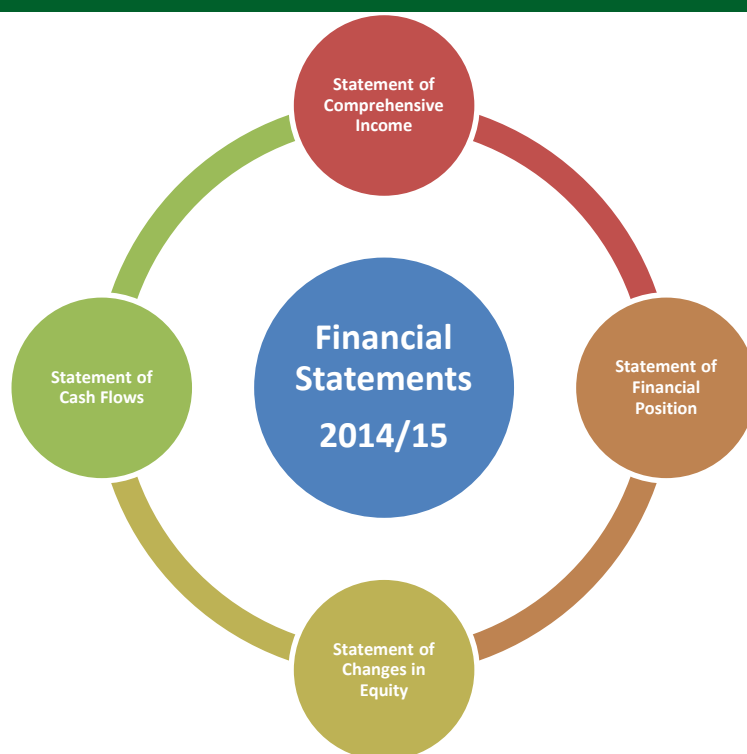 Statement of
Comprehensive
Income
Financial
Statements
2014/15
Statement of
Cash Flows
Statement of
Financial
Position
Statement of
Changes in
Equity